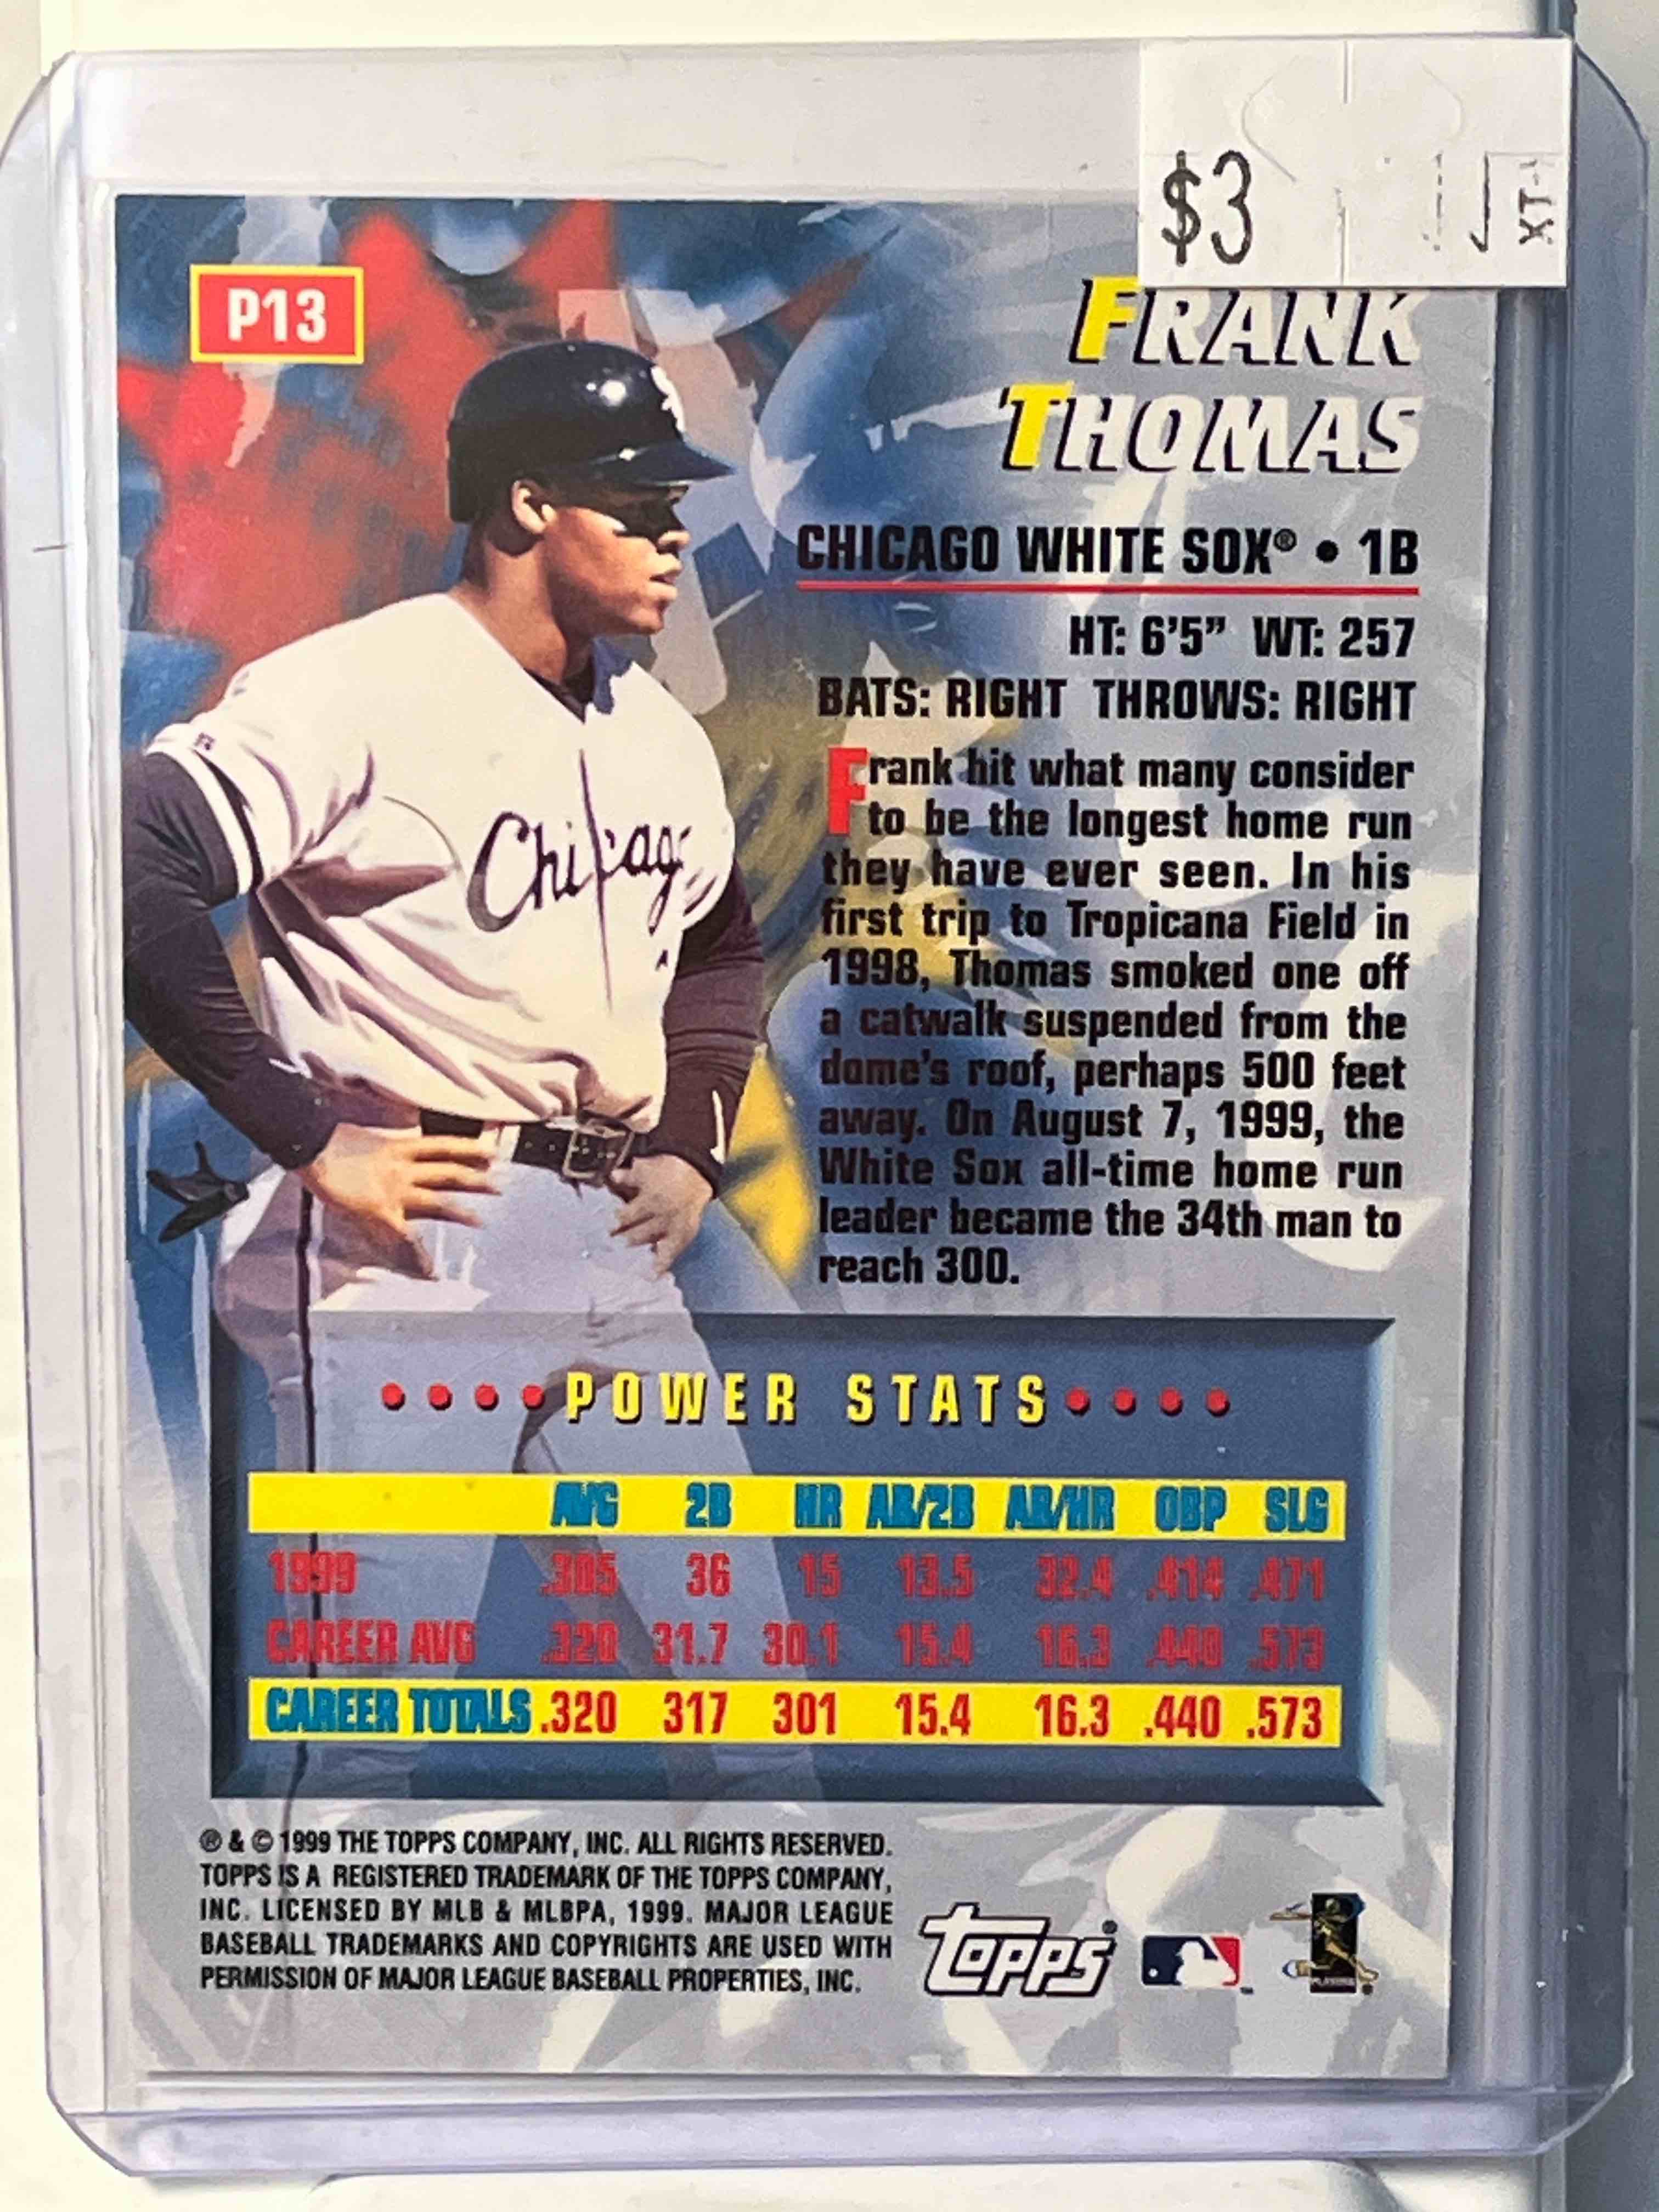 $3
XT-
P13
FRANK
THOMAS
CHICAGO WHITE SOX® • 1B
HT: 6'5" WT: 257
BATS: RIGHT THROWS: RIGHT
Frank hit what many consider
to be the longest home run
they have ever seen. In his
first trip to Tropicana Field in
1998, Thomas smoked one off
a catwalk suspended from the
dome's roof, perhaps 500 feet
away. On August 7, 1999, the
White Sox all-time home run
leader became the 34th man to
reach 300.
Chicago
••••POWER STATS••••
AVG 2B HR AB/2B AB/HR OBP SLG
1999 .305 36 15 13.5 32.4 .414 .471
CAREER AVG .320 31.7 30.1 15.4 16.3 .440 .573
CAREER TOTALS .320 317 301 15.4 16.3 .440 .573
® & © 1999 THE TOPPS COMPANY, INC. ALL RIGHTS RESERVED.
TOPPS IS A REGISTERED TRADEMARK OF THE TOPPS COMPANY,
INC. LICENSED BY MLB & MLBPA, 1999. MAJOR LEAGUE
BASEBALL TRADEMARKS AND COPYRIGHTS ARE USED WITH
PERMISSION OF MAJOR LEAGUE BASEBALL PROPERTIES, INC.
TOPPS®